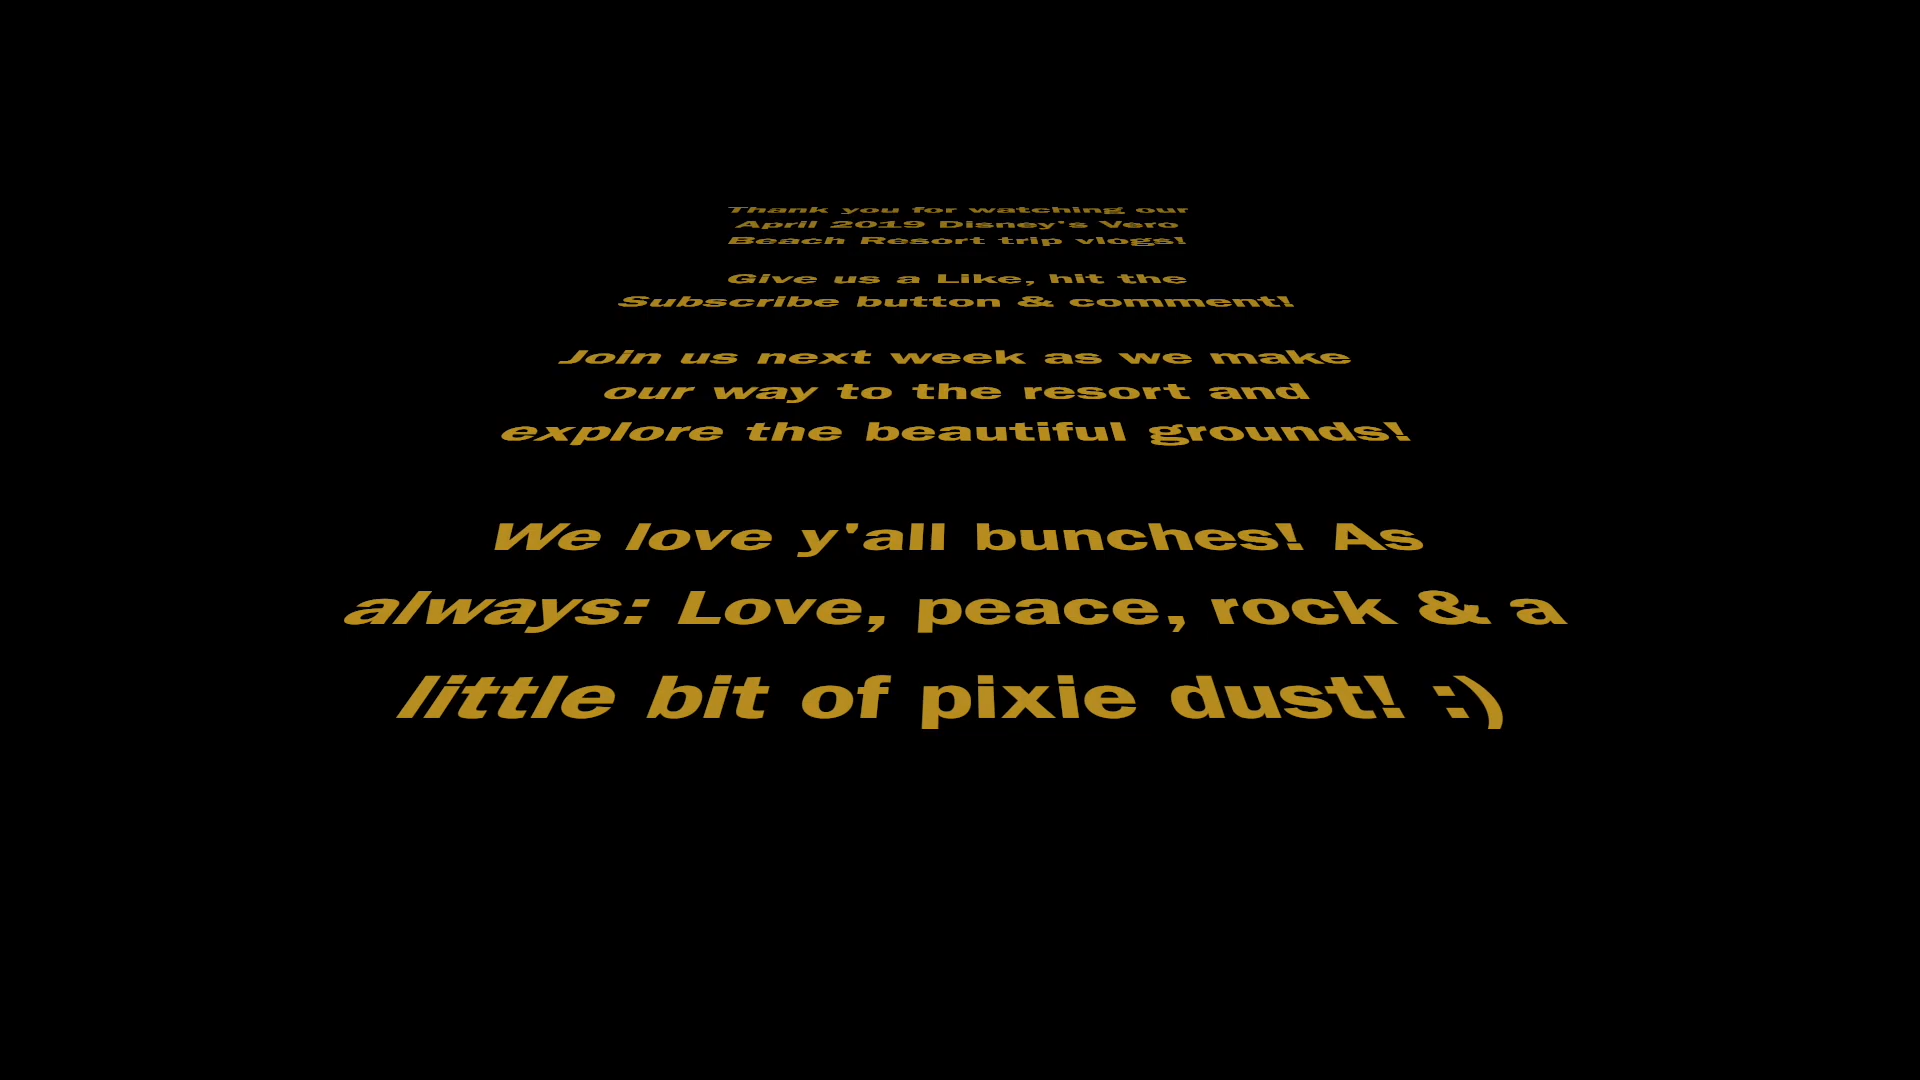 Thank you for watching our
April 2019 Disney's Vero
Beach Resort trip vlogs!
Give us a Like, hit the
Subscribe button & comment!
Join us next week as we make
our way to the resort and
explore the beautiful grounds!
We love y'all bunches! As
always: Love, peace, rock & a
little bit of pixie dust! :)